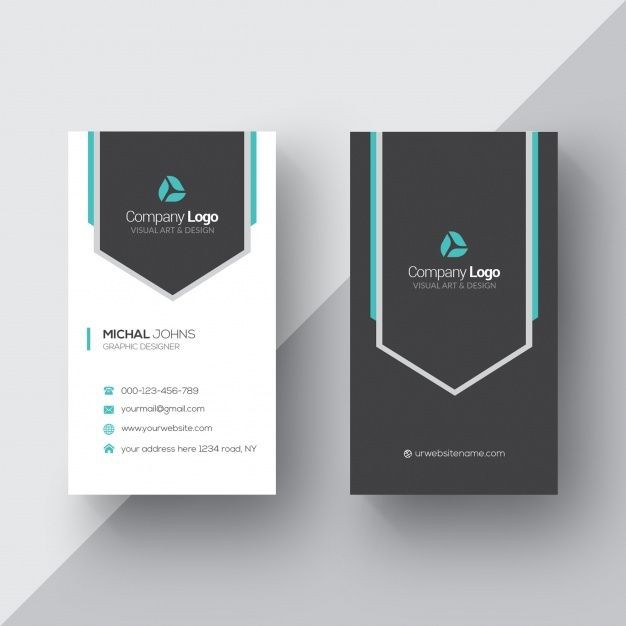 Company Logo
VISUAL ART & DESIGN
MICHAL JOHNS
GRAPHIC DESIGNER
000-123-456-789
yourmail@gmail.com
www.yourwebsite.com
your address here 1234 road, NY
Company Logo
VISUAL ART & DESIGN
urwebsitename.com